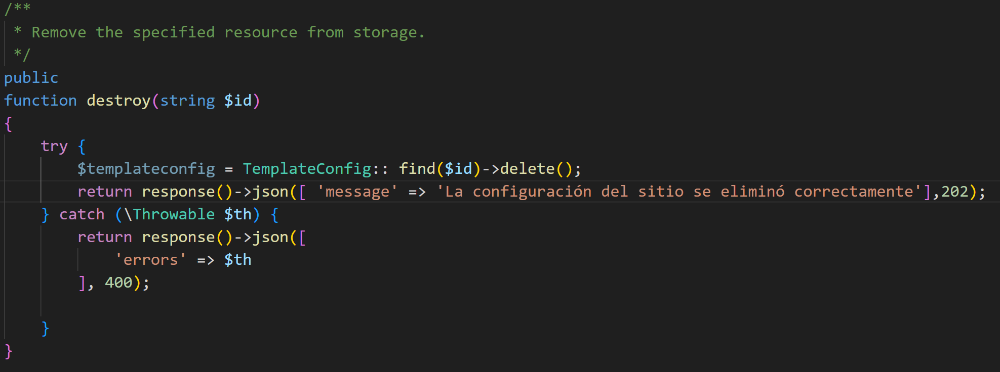 /**
 * Remove the specified resource from storage.
 */
public
function destroy(string $id)
{
    try {
        $templateconfig = TemplateConfig:: find($id)->delete();
        return response()->json([ 'message' => 'La configuración del sitio se eliminó correctamente'],202);
    } catch (\Throwable $th) {
        return response()->json([
            'errors' => $th
        ], 400);
    }
}